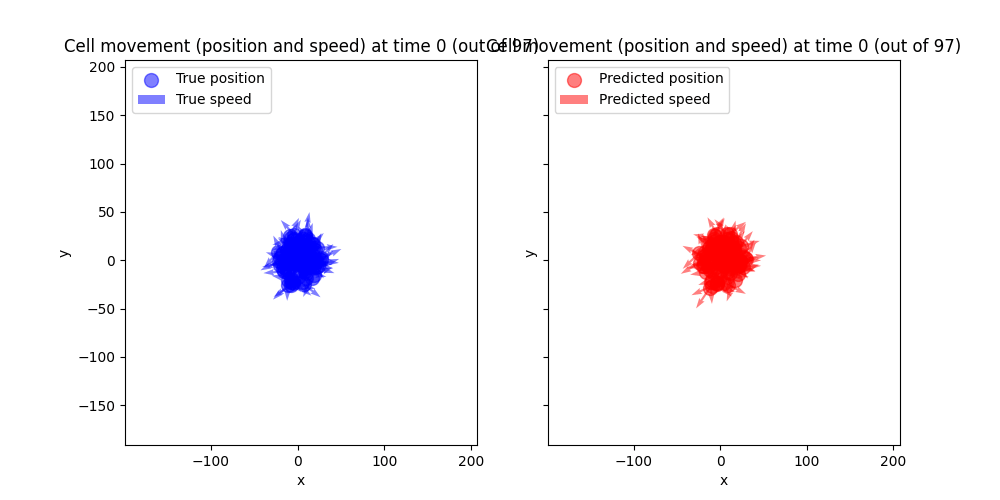 Cell movement (position and speed) at time 0 (out of 97)
Cell movement (position and speed) at time 0 (out of 97)
True position
True speed
Predicted position
Predicted speed
200
150
100
50
0
−50
−100
−150
y
y
−100 0 100 200
−100 0 100 200
x
x